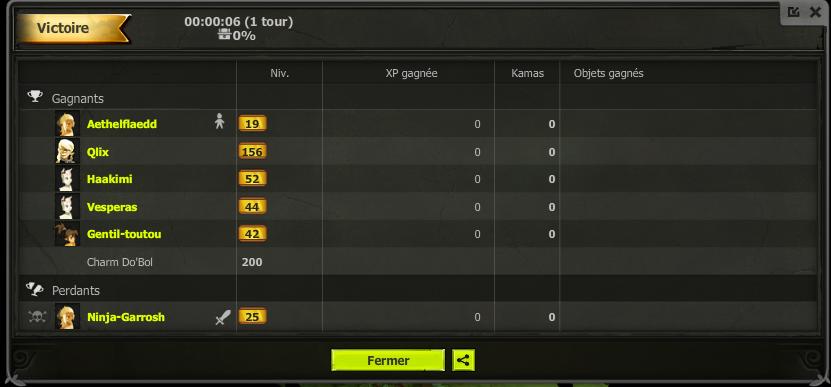 Victoire
00:00:06 (1 tour)
0%
Niv. XP gagnée Kamas Objets gagnés
Gagnants
Aethelflaedd 19 0 0
Qlix 156 0 0
Haakimi 52 0 0
Vesperas 44 0 0
Gentil-toutou 42 0 0
Charm Do'Bol 200
Perdants
Ninja-Garrosh 25 0 0
Fermer